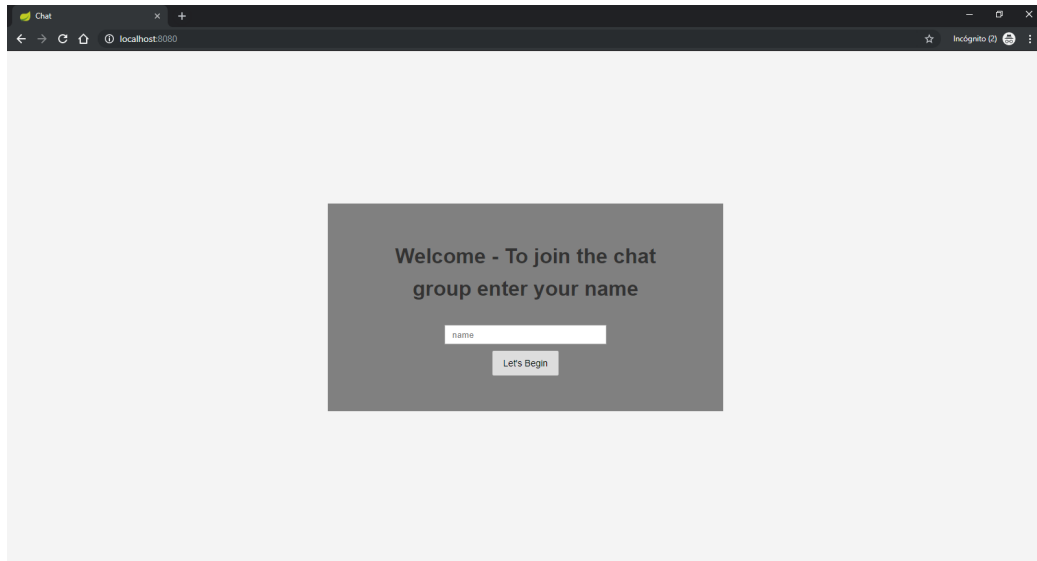 Chat
localhost:8080
Incógnito (2)
Welcome - To join the chat
group enter your name
name
Let's Begin